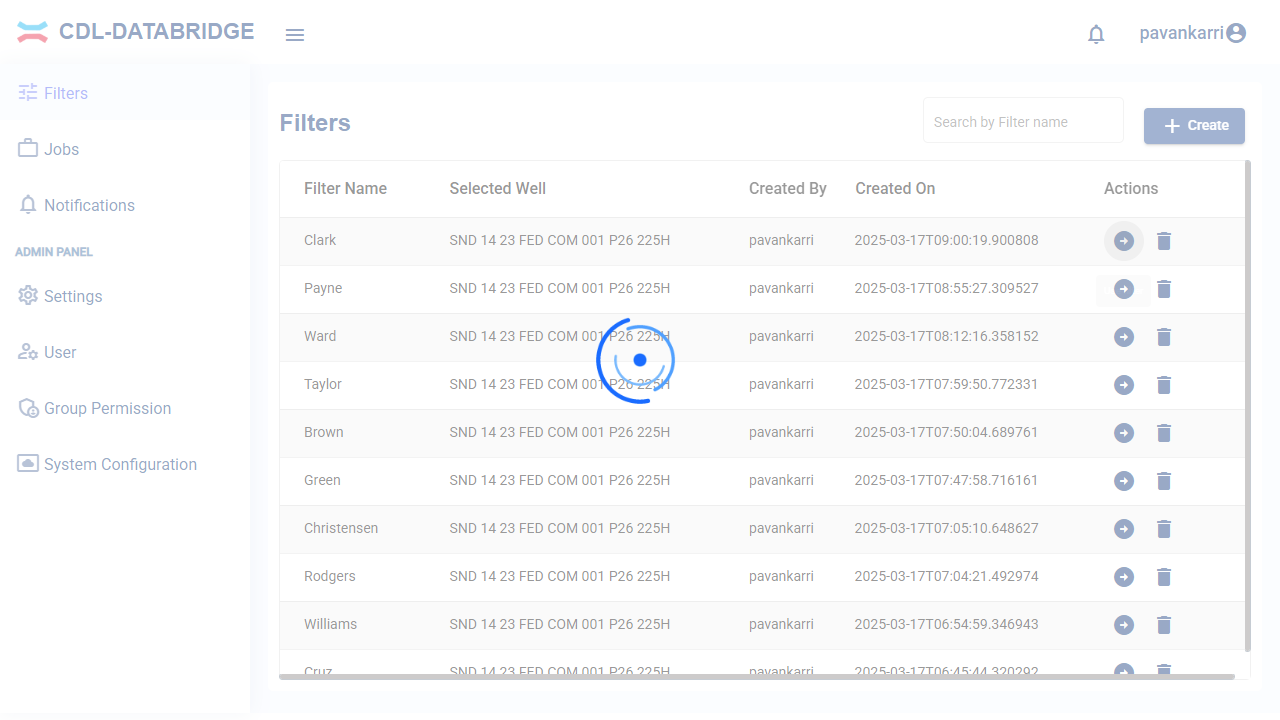 CDL-DATABRIDGE
pavankarri
Filters
Jobs
Notifications
ADMIN PANEL
Settings
User
Group Permission
System Configuration
Filters
Search by Filter name
Create
Filter Name Selected Well Created By Created On Actions
Clark SND 14 23 FED COM 001 P26 225H pavankarri 2025-03-17T09:00:19.900808
Payne SND 14 23 FED COM 001 P26 225H pavankarri 2025-03-17T08:55:27.309527
Ward SND 14 23 FED COM 001 P26 225H pavankarri 2025-03-17T08:12:16.358152
Taylor SND 14 23 FED COM 001 P26 225H pavankarri 2025-03-17T07:59:50.772331
Brown SND 14 23 FED COM 001 P26 225H pavankarri 2025-03-17T07:50:04.689761
Green SND 14 23 FED COM 001 P26 225H pavankarri 2025-03-17T07:47:58.716161
Christensen SND 14 23 FED COM 001 P26 225H pavankarri 2025-03-17T07:05:10.648627
Rodgers SND 14 23 FED COM 001 P26 225H pavankarri 2025-03-17T07:04:21.492974
Williams SND 14 23 FED COM 001 P26 225H pavankarri 2025-03-17T06:54:59.346943
Cruz SND 14 23 FED COM 001 P26 225H pavankarri 2025-03-17T06:45:44.320292